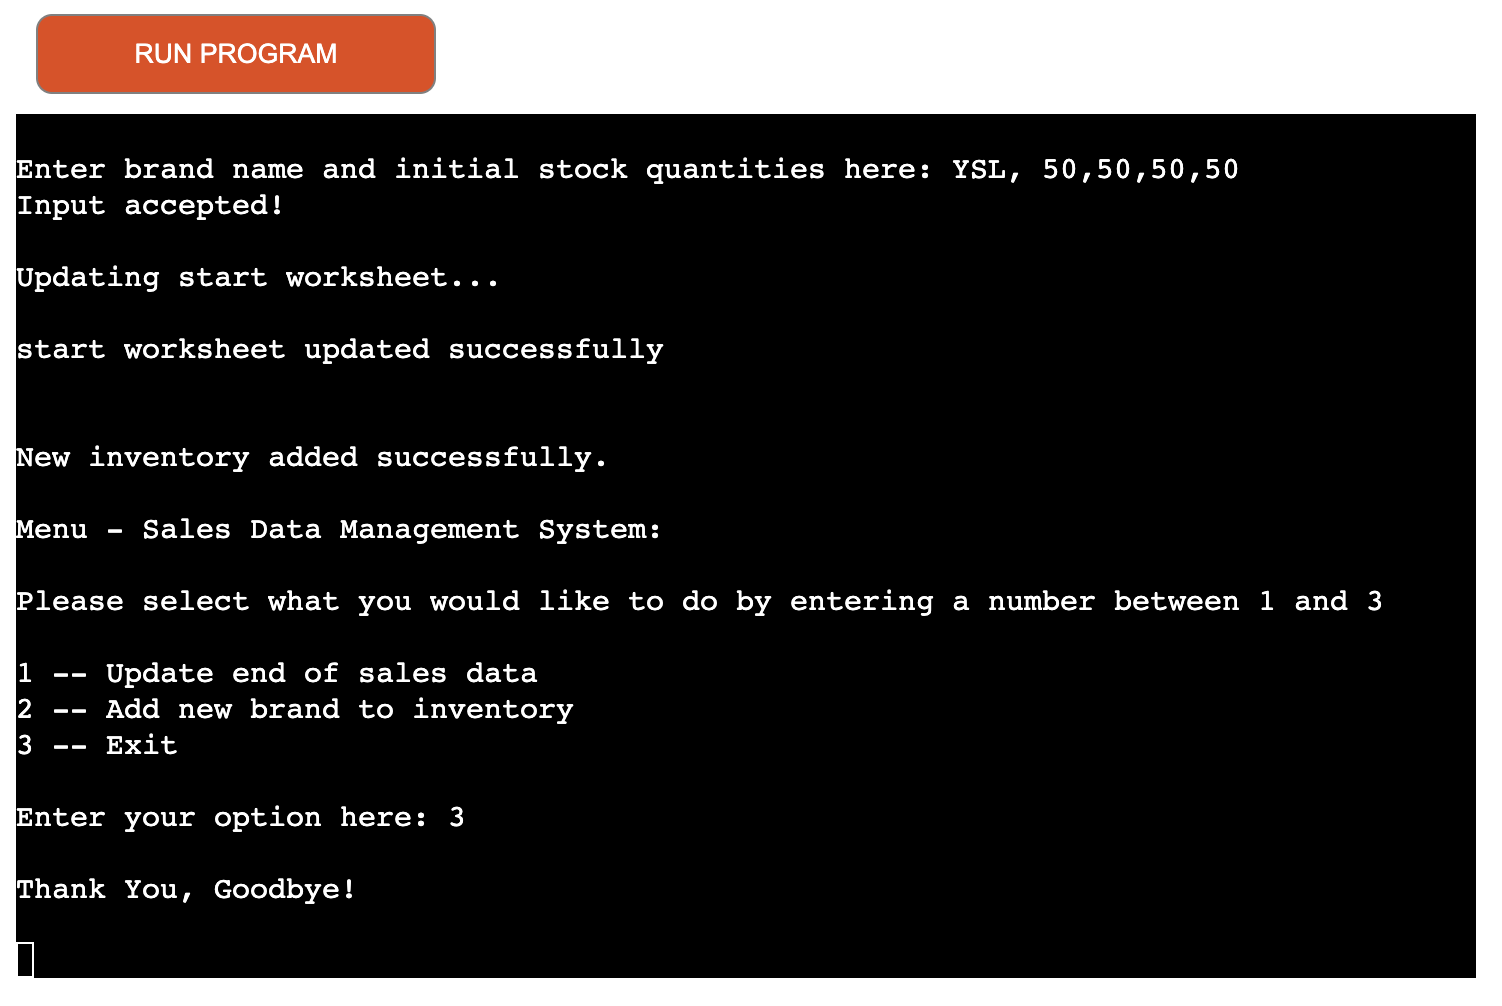 RUN PROGRAM
Enter brand name and initial stock quantities here: YSL, 50,50,50,50
Input accepted!
Updating start worksheet...
start worksheet updated successfully
New inventory added successfully.
Menu - Sales Data Management System:
Please select what you would like to do by entering a number between 1 and 3
1 -- Update end of sales data
2 -- Add new brand to inventory
3 -- Exit
Enter your option here: 3
Thank You, Goodbye!